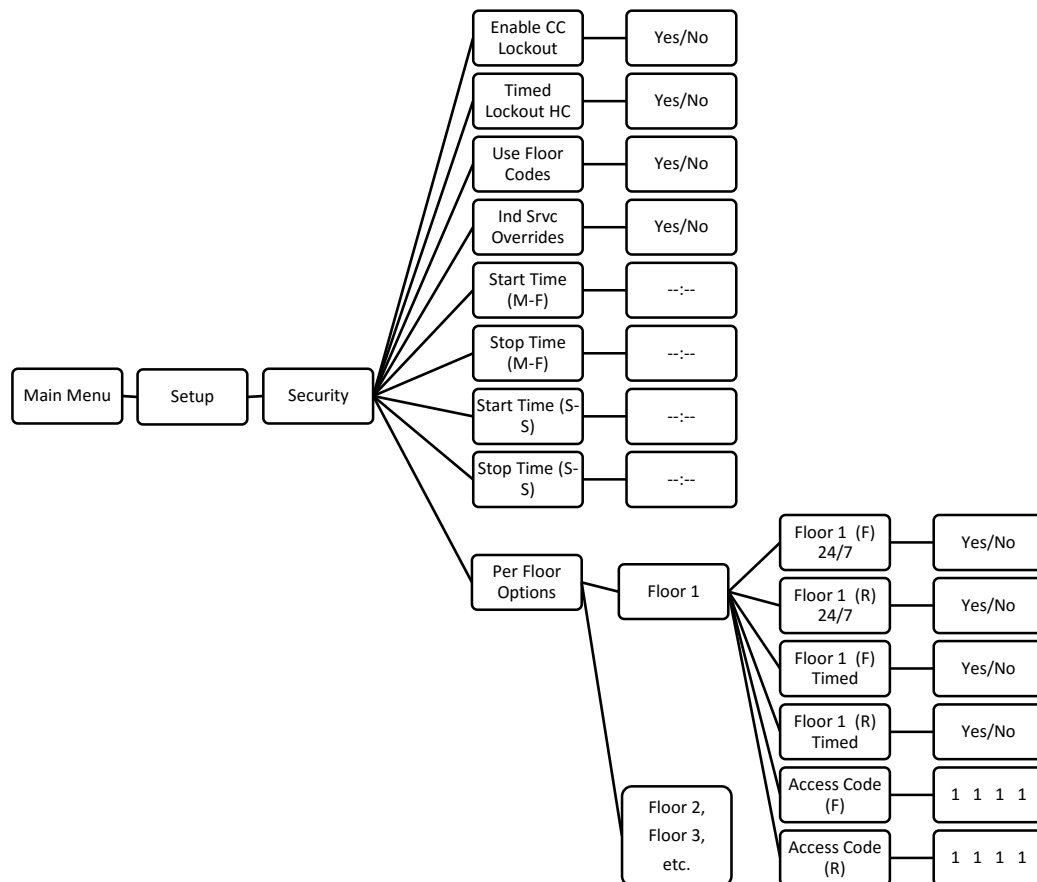 Enable CC
Lockout
Yes/No
Timed
Lockout HC
Yes/No
Use Floor
Codes
Yes/No
Ind Srvc
Overrides
Yes/No
Start Time
(M-F)
--:--
Stop Time
(M-F)
--:--
Main Menu
Setup
Security
Start Time (S-
S)
--:--
Stop Time (S-
S)
--:--
Per Floor
Options
Floor 1
Floor 1 (F)
24/7
Yes/No
Floor 1 (R)
24/7
Yes/No
Floor 1 (F)
Timed
Yes/No
Floor 1 (R)
Timed
Yes/No
Access Code
(F)
1 1 1 1
Access Code
(R)
1 1 1 1
Floor 2,
Floor 3,
etc.